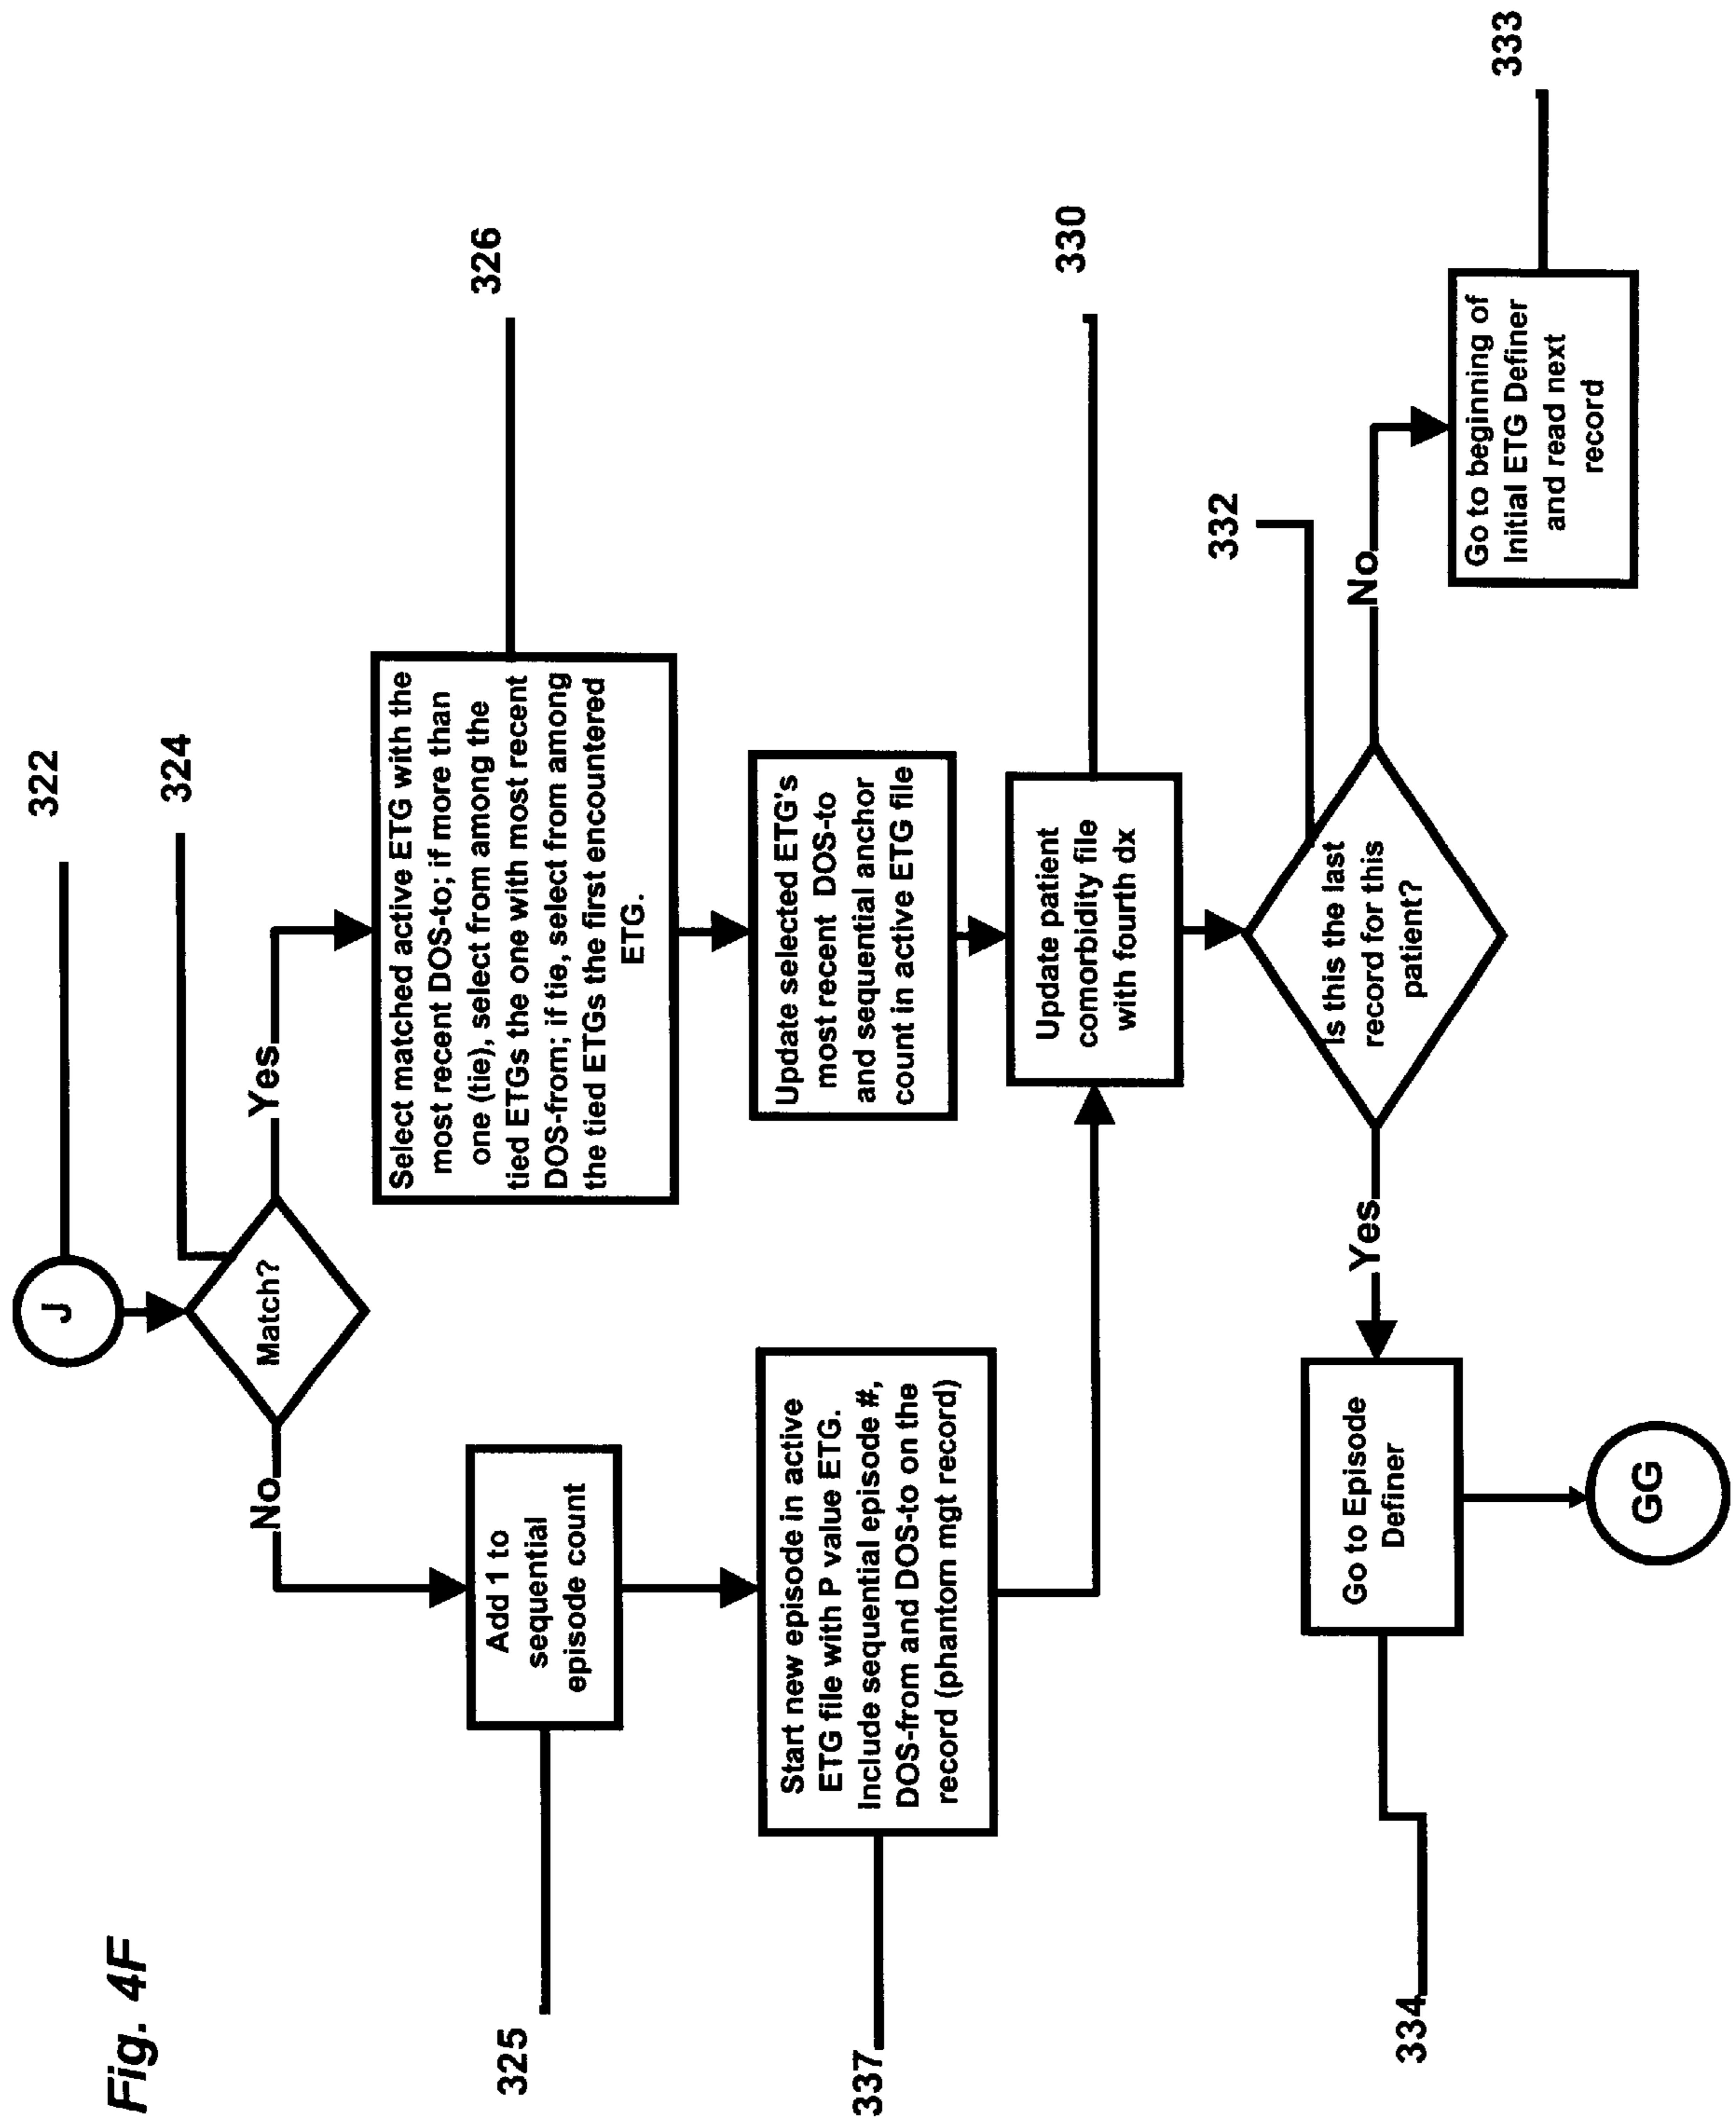 Fig. 4F
322
J
324
Match?
No
Yes
325
Add 1 to
sequential
episode count
326
Select matched active ETG with the
most recent DOS-to; if more than
one (tie), select from among the
tied ETGs the one with most recent
DOS-from; if tie, select from among
the tied ETGs the first encountered
ETG.
337
Start new episode in active
ETG file with P value ETG.
Include sequential episode #,
DOS-from and DOS-to on the
record (phantom mgt record)
Update selected ETG's
most recent DOS-to
and sequential anchor
count in active ETG file
330
Update patient
comorbidity file
with fourth dx
332
Is this the last
record for this
patient?
Yes
No
334
Go to Episode
Definer
333
Go to beginning of
Initial ETG Definer
and read next
record
GG